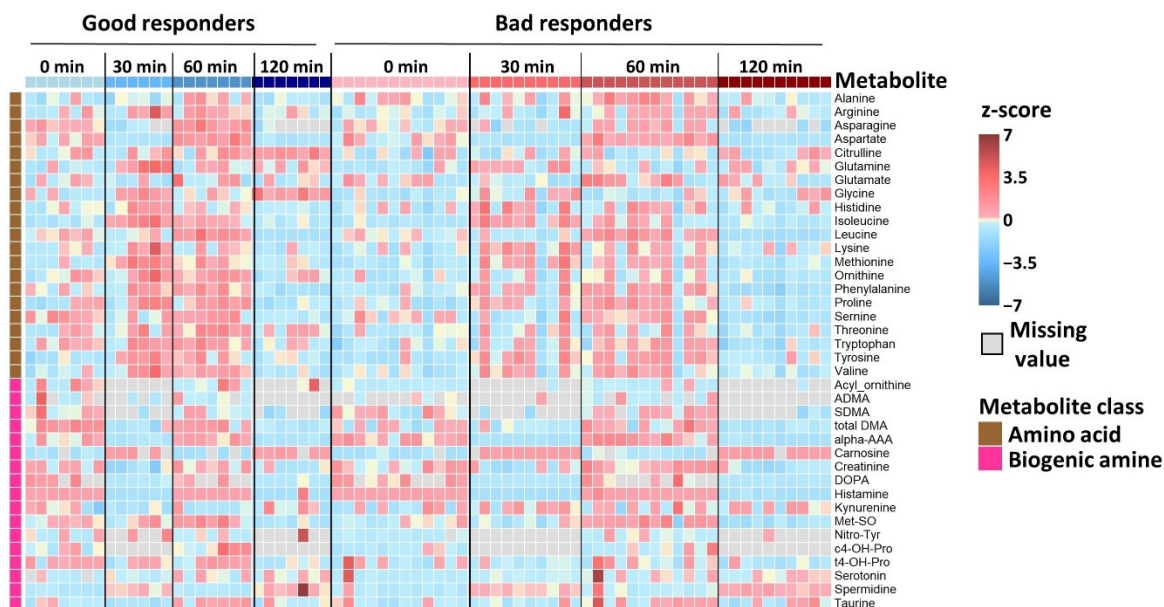 Good responders Bad responders
0 min 30 min 60 min 120 min 0 min 30 min 60 min 120 min
Metabolite
Alanine
Arginine
Asparagine
Aspartate
Citrulline
Glutamine
Glutamate
Glycine
Histidine
Isoleucine
Leucine
Lysine
Methionine
Ornithine
Phenylalanine
Proline
Sernine
Threonine
Tryptophan
Tyrosine
Valine
Acyl_ornithine
ADMA
SDMA
total DMA
alpha-AAA
Carnosine
Creatinine
DOPA
Histamine
Kynurenine
Met-SO
Nitro-Tyr
c4-OH-Pro
t4-OH-Pro
Serotonin
Spermidine
Taurine
z-score
7
3.5
0
−3.5
−7
Missing
value
Metabolite class
Amino acid
Biogenic amine